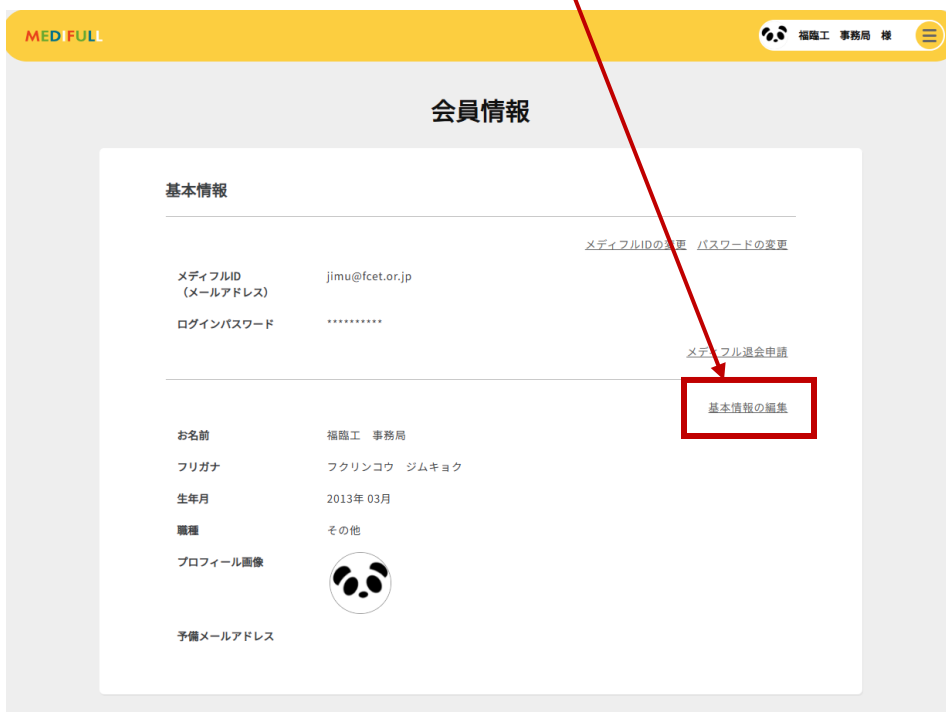 MEDIFULL
福臨工 事務局 様
会員情報
基本情報
メディフルIDの変更 パスワードの変更
メディフルID
（メールアドレス）
jimu@fcet.or.jp
ログインパスワード **********
メディフル退会申請
基本情報の編集
お名前 福臨工 事務局
フリガナ フクリンコウ ジムキョク
生年月 2013年 03月
職種 その他
プロフィール画像
予備メールアドレス